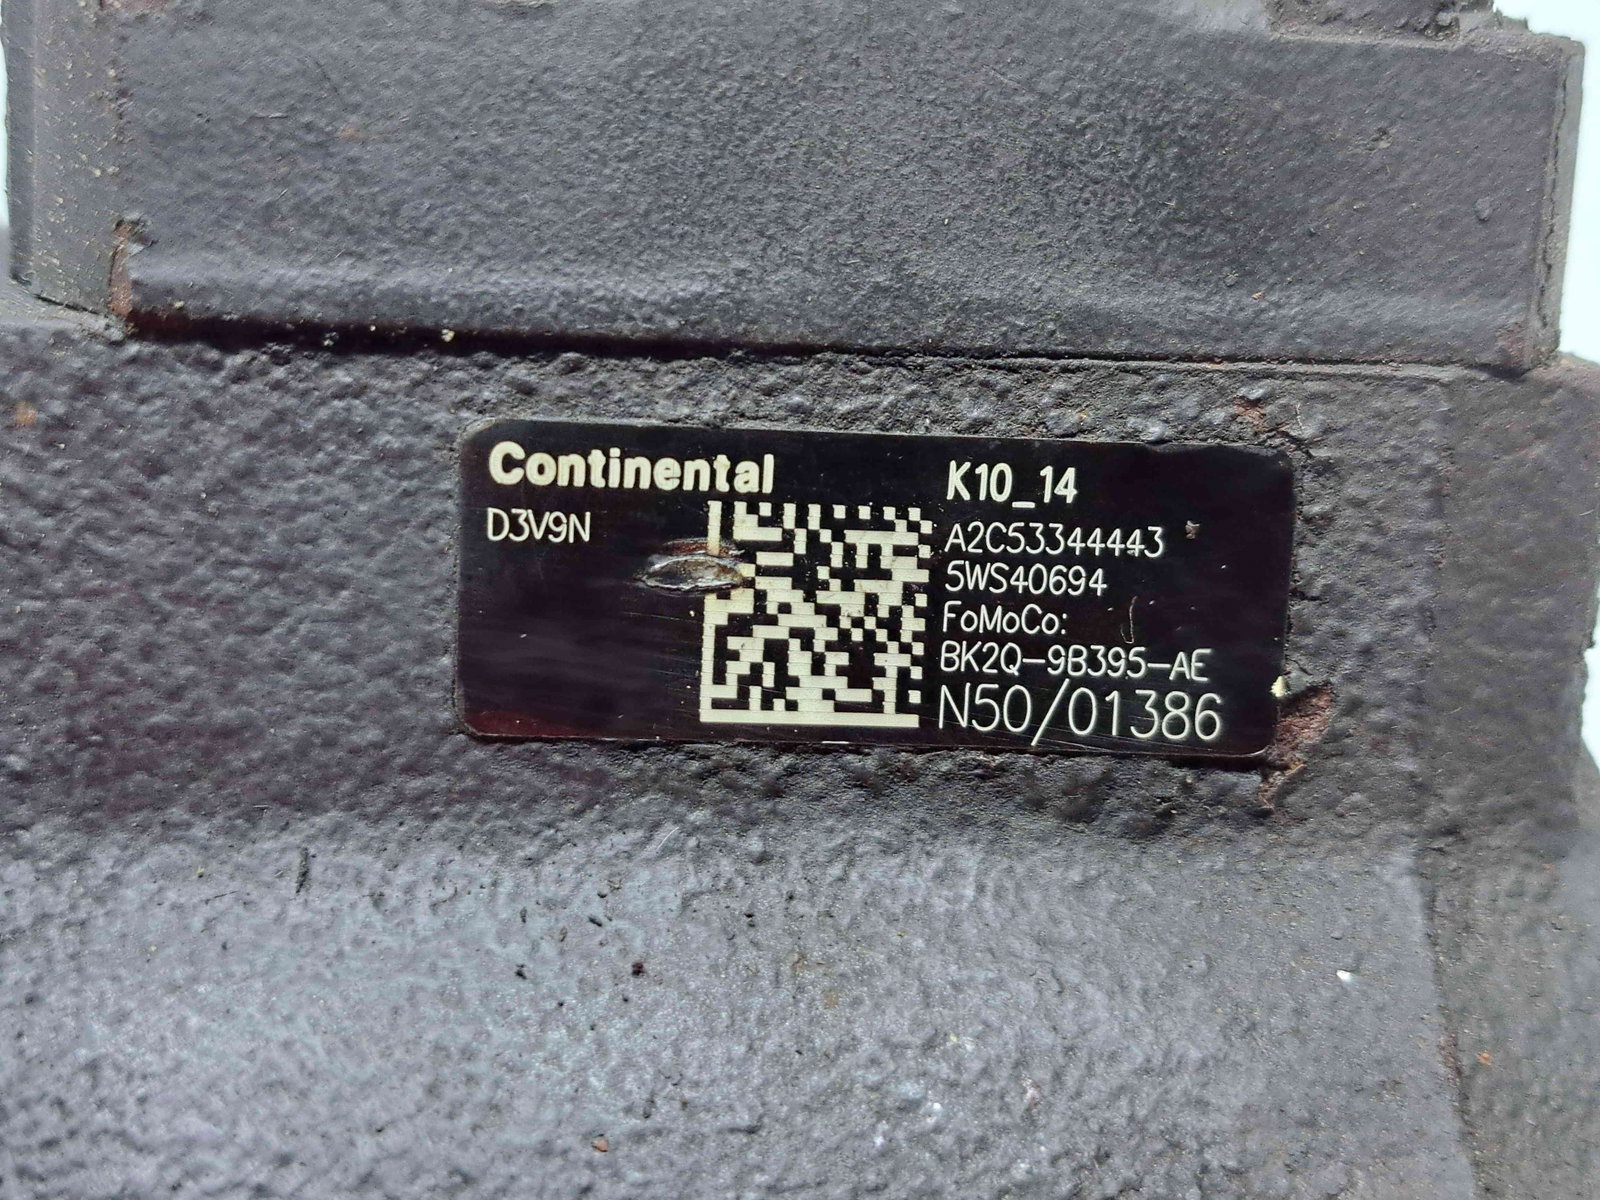 Continental
D3V9N
K10_14
A2C53344443
5WS40694
FoMoCo:
BK2Q-9B395-AE
N50/01386